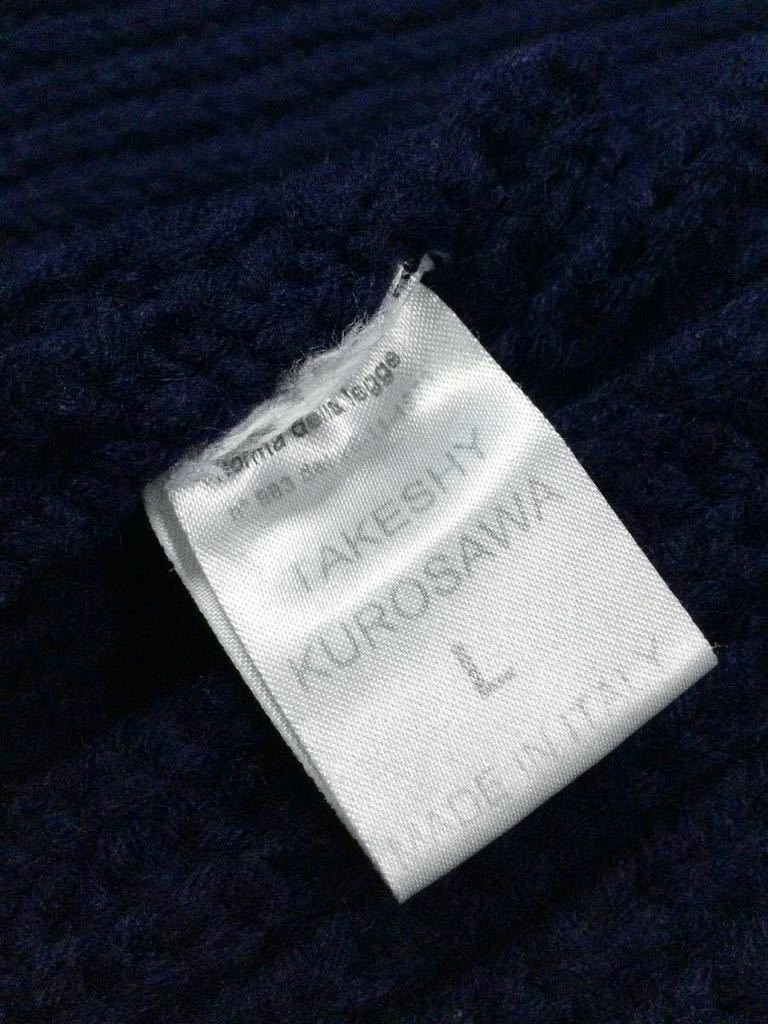 della legge
TAKESHY
KUROSAWA
L
MADE IN ITALY